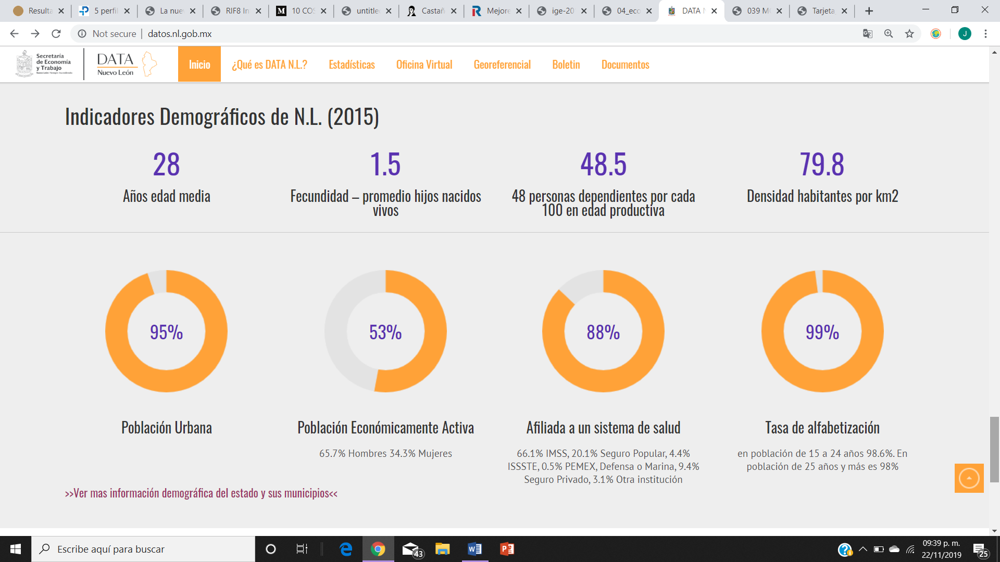 Resulta
5 perfil
La nue
RIF8 In
10 COS
untitle
Castañ
Mejore
ige-20
04_eco
DATA N
039 M
Tarjeta
Not secure
datos.nl.gob.mx
J
Secretaría
de Economía
y Trabajo
DATA
Nuevo León
Inicio
¿Qué es DATA N.L.?
Estadísticas
Oficina Virtual
Georeferencial
Boletin
Documentos
Indicadores Demográficos de N.L. (2015)
28
Años edad media
1.5
Fecundidad – promedio hijos nacidos
vivos
48.5
48 personas dependientes por cada
100 en edad productiva
79.8
Densidad habitantes por km2
95%
Población Urbana
53%
Población Económicamente Activa
65.7% Hombres 34.3% Mujeres
88%
Afiliada a un sistema de salud
66.1% IMSS, 20.1% Seguro Popular, 4.4%
ISSSTE, 0.5% PEMEX, Defensa o Marina, 9.4%
Seguro Privado, 3.1% Otra institución
99%
Tasa de alfabetización
en población de 15 a 24 años 98.6%. En
población de 25 años y más es 98%
>>Ver mas información demográfica del estado y sus municipios<<
Escribe aquí para buscar
43
09:39 p. m.
22/11/2019
25